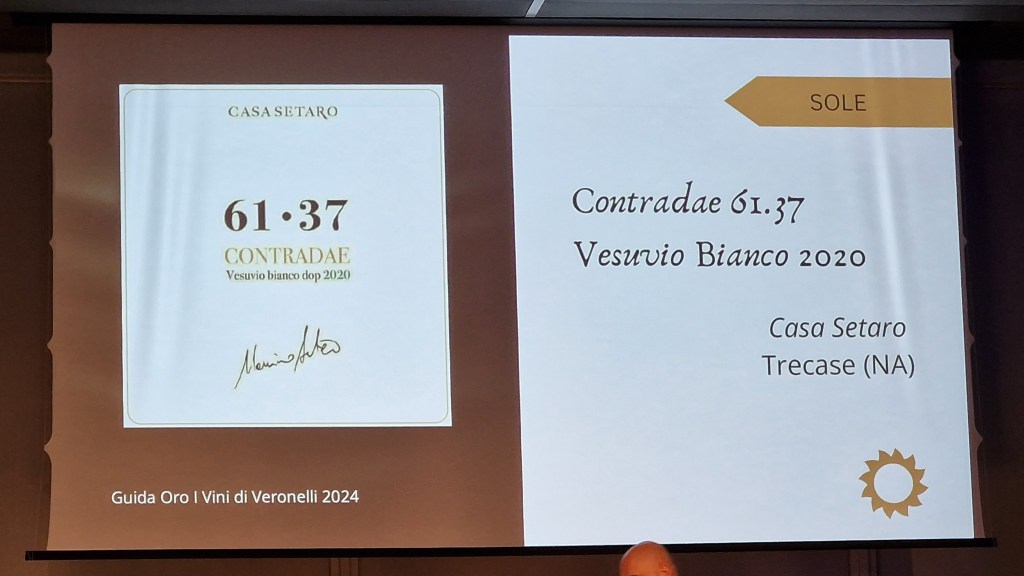 CASA SETARO
61•37
CONTRADAE
Vesuvio bianco dop 2020
Guida Oro I Vini di Veronelli 2024
SOLE
Contradae 61.37
Vesuvio Bianco 2020
Casa Setaro
Trecase (NA)